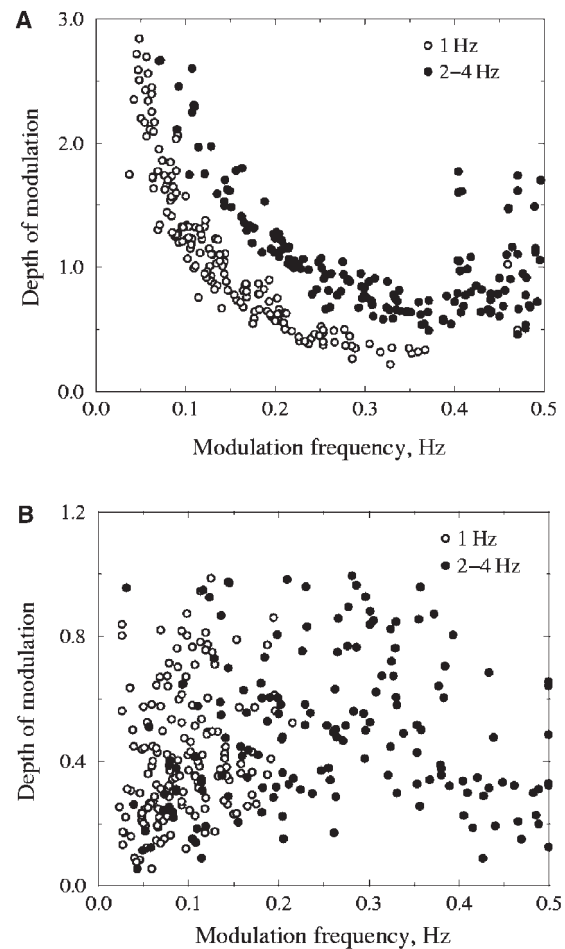 A
3.0
2.0
1.0
0.0
Depth of modulation
1 Hz
2–4 Hz
0.0 0.1 0.2 0.3 0.4 0.5
Modulation frequency, Hz
B
1.2
0.8
0.4
0.0
Depth of modulation
1 Hz
2–4 Hz
0.0 0.1 0.2 0.3 0.4 0.5
Modulation frequency, Hz